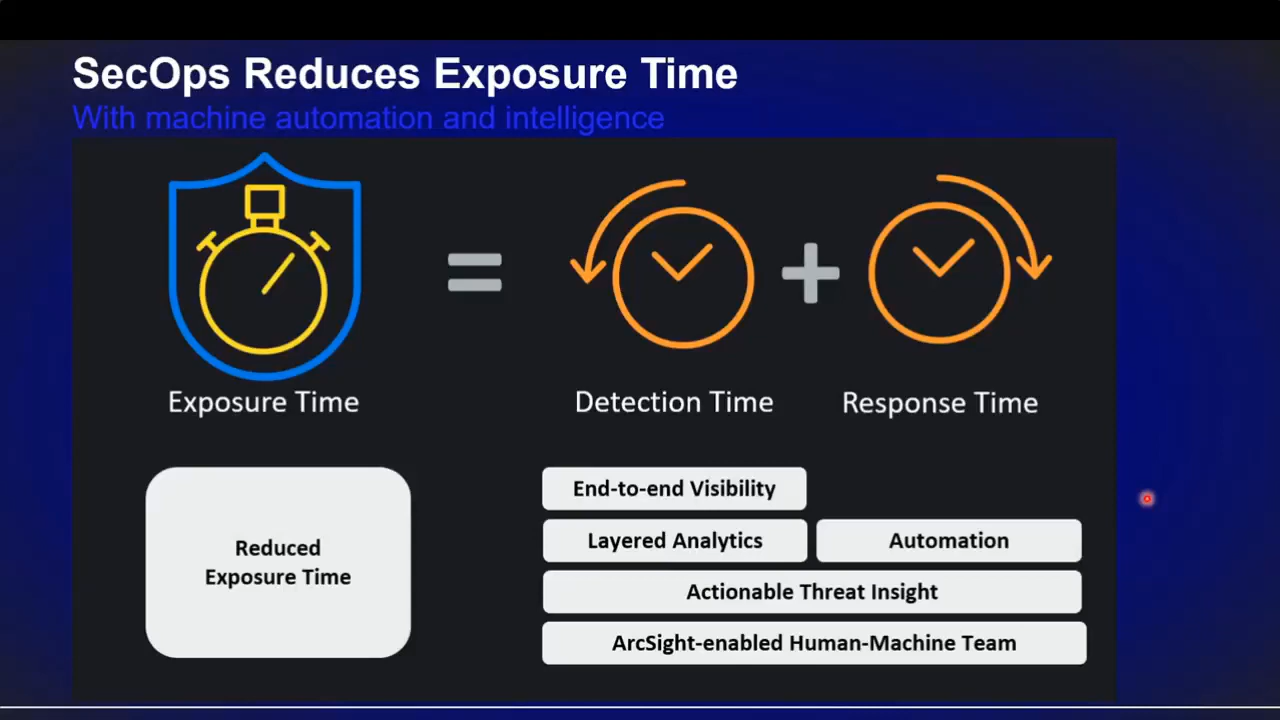 SecOps Reduces Exposure Time
With machine automation and intelligence
Exposure Time
Detection Time
Response Time
Reduced
Exposure Time
End-to-end Visibility
Layered Analytics
Automation
Actionable Threat Insight
ArcSight-enabled Human-Machine Team